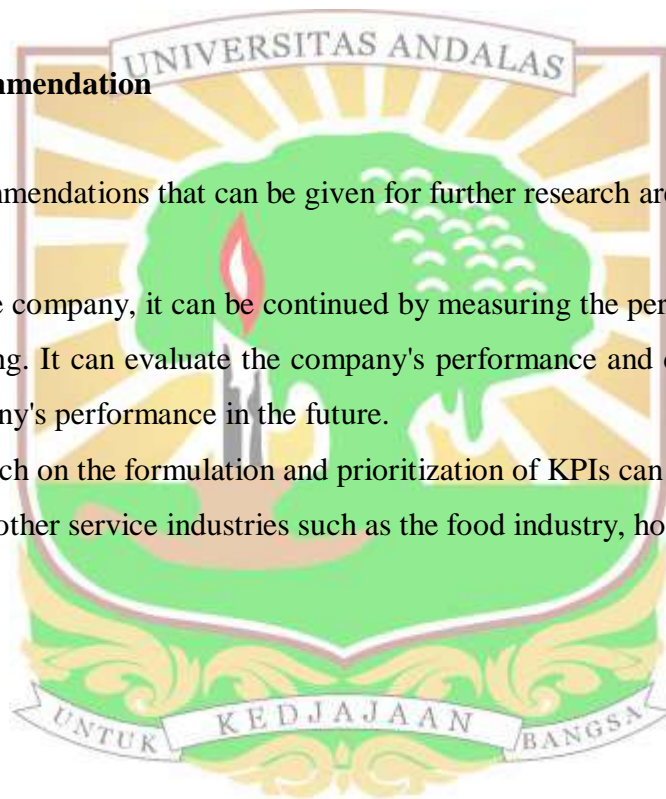 UNIVERSITAS ANDALAS
mmendation
mmendations that can be given for further research are
e company, it can be continued by measuring the per
ng. It can evaluate the company's performance and
ny's performance in the future.
ch on the formulation and prioritization of KPIs can
other service industries such as the food industry, ho
UNTUK KEDJAJAAN BANGSA